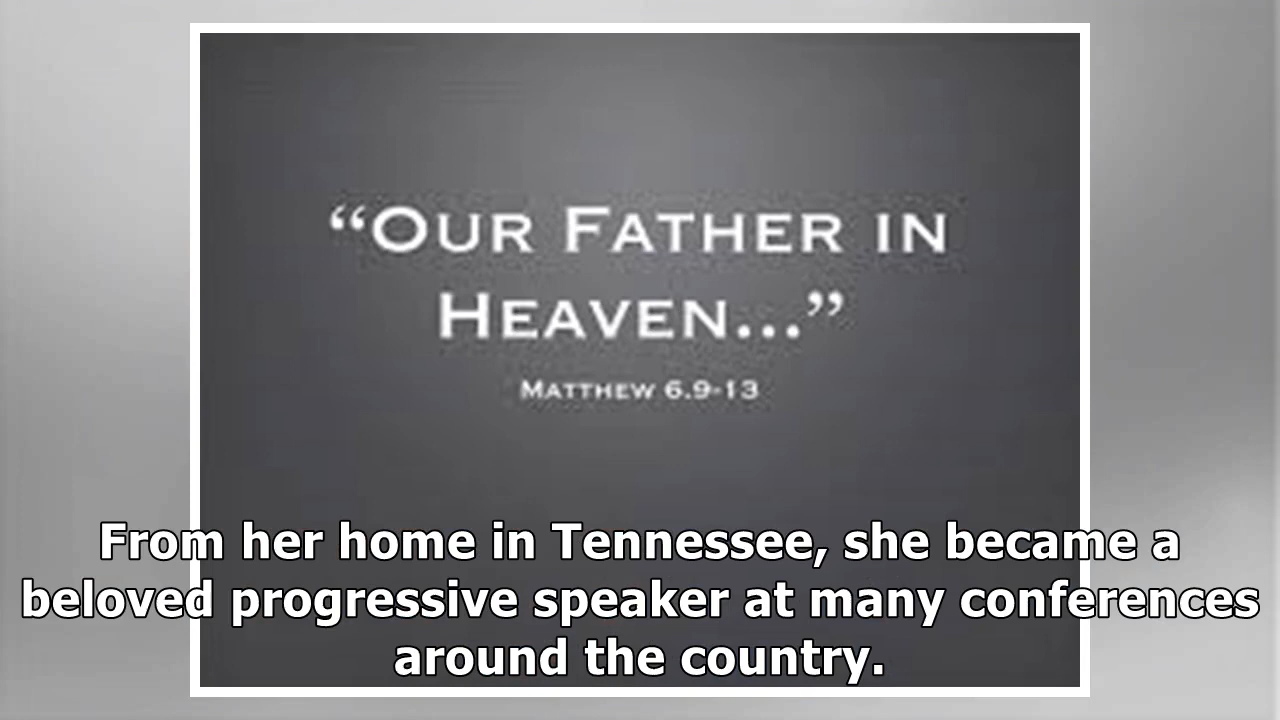 “OUR FATHER IN
HEAVEN...”
MATTHEW 6.9-13
From her home in Tennessee, she became a
beloved progressive speaker at many conferences
around the country.